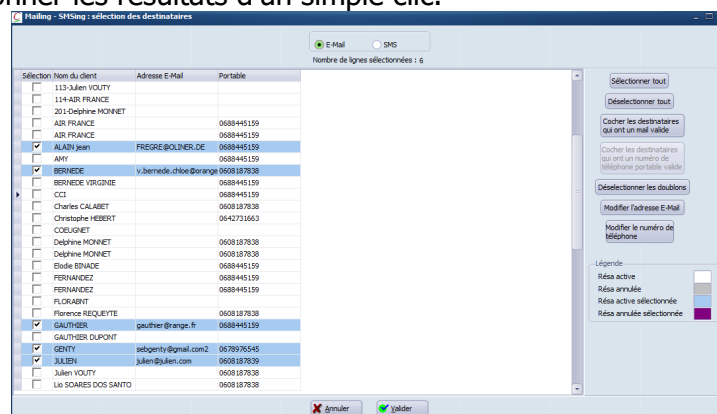 onner les résultats d'un simple clic.
Mailing - SMSing : sélection des destinataires
E-Mail SMS
Nombre de lignes sélectionnées : 6
Sélection Nom du client Adresse E-Mail Portable
113-Julien VOUTY
114-AIR FRANCE
201-Delphine MONNET
AIR FRANCE 0688445159
AIR FRANCE 0688445159
ALAIN jean FREGRE@OLINER.DE 0688445159
AMY 0688445159
BERNEDE v.bernede.chloe@orange 0608187838
BERNEDE VIRGINIE 0688445159
CCI 0688445159
Charles CALABET 0608187838
Christophe HEBERT 0642731663
COEUGNET
Delphine MONNET 0608187838
Delphine MONNET 0608187838
Elodie BINADE 0688445159
FERNANDEZ 0688445159
FERNANDEZ 0688445159
FLORABNT
Florence REQUEYTE 0608187838
GAUTHIER gauthier@range.fr 0688445159
GAUTHIER DUPONT
GENTY sebgenty@gmail.com2 0678976545
JULIEN julien@julien.com 0608187839
Julien VOUTY 0608187838
Lio SOARES DOS SANTO 0608187838
Sélectionner tout
Déselectionner tout
Cocher les destinataires
qui ont un mail valide
Cocher les destinataires
qui ont un numéro de
téléphone portable valide
Déselectionner les doublons
Modifier l'adresse E-Mail
Modifier le numéro de
téléphone
Légende
Résa active
Résa annulée
Résa active sélectionnée
Résa annulée sélectionnée
Annuler Valider